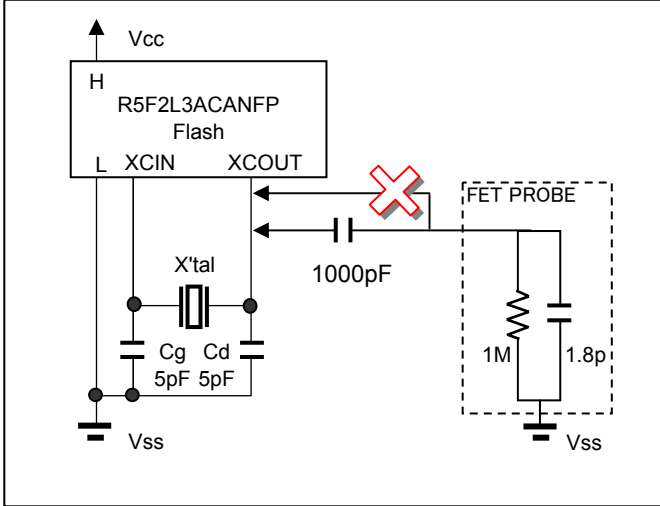 Vcc
H
R5F2L3ACANFP
Flash
L XCIN XCOUT
FET PROBE
X'tal
1000pF
Cg Cd
5pF 5pF
1M 1.8p
Vss
Vss